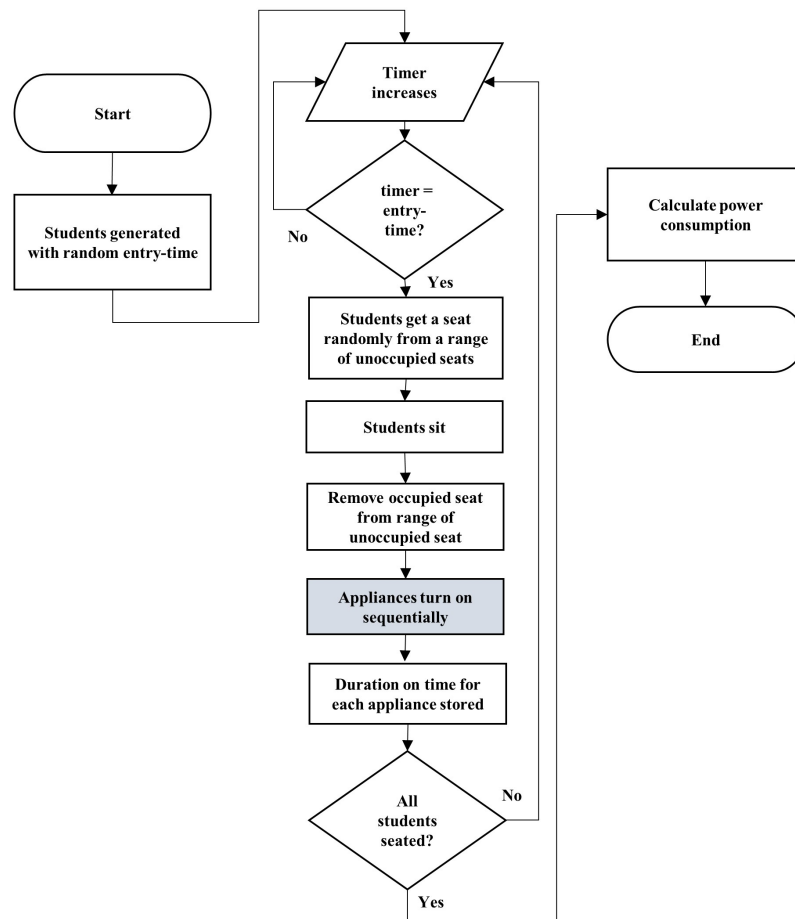 Start
Students generated
with random entry-time
Timer
increases
timer =
entry-
time?
No
Yes
Students get a seat
randomly from a range
of unoccupied seats
Students sit
Remove occupied seat
from range of
unoccupied seat
Appliances turn on
sequentially
Duration on time for
each appliance stored
All
students
seated?
No
Yes
Calculate power
consumption
End